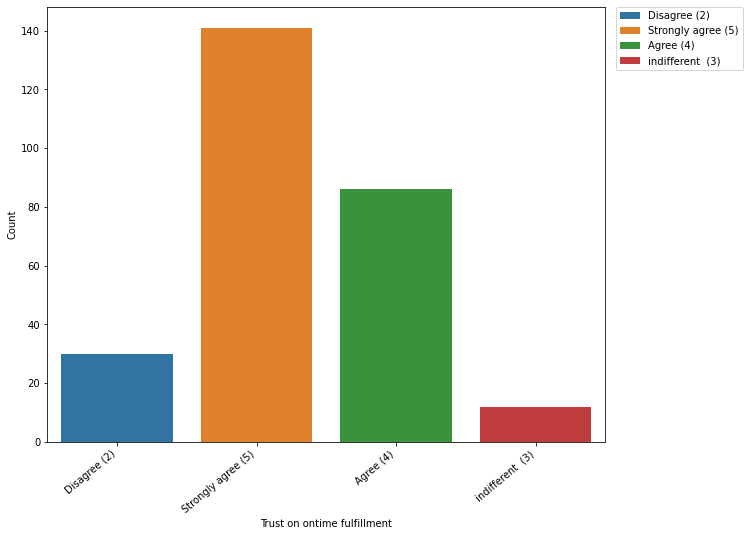 Disagree (2)
Strongly agree (5)
Agree (4)
indifferent  (3)
140
120
100
80
60
40
20
0
Count
Disagree (2)
Strongly agree (5)
Agree (4)
indifferent  (3)
Trust on ontime fulfillment